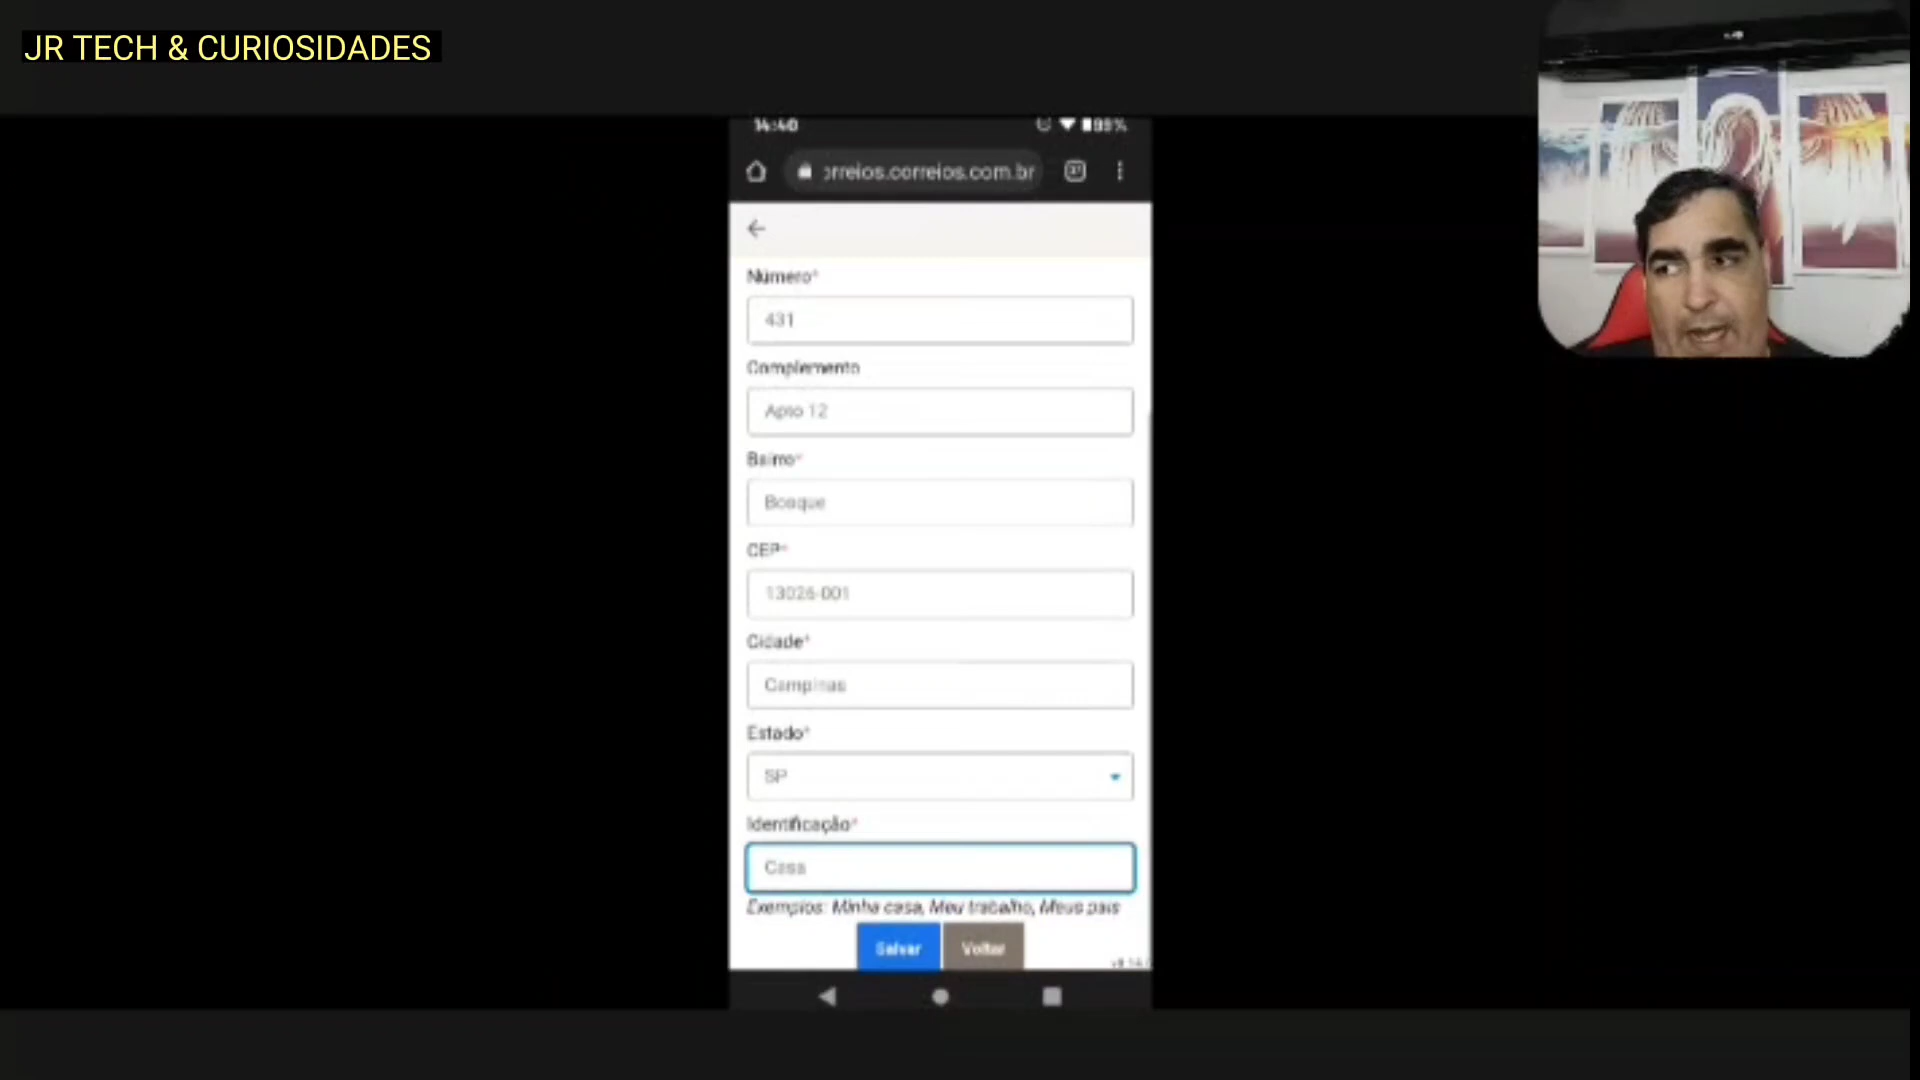 JR TECH & CURIOSIDADES
14:40
99%
orreios.correios.com.br
Número*
431
Complemento
Apto 12
Bairro*
Bosque
CEP*
13026-001
Cidade*
Campinas
Estado*
SP
Identificação*
Casa
Exemplos: Minha casa, Meu trabalho, Meus pais
Salvar Voltar